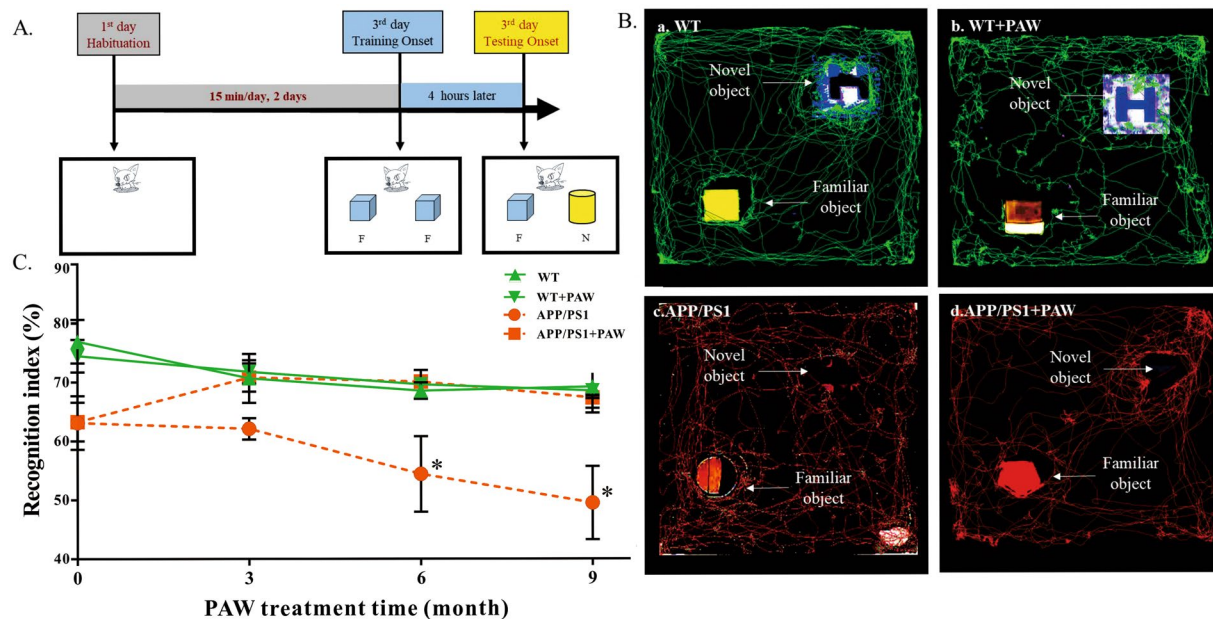 A.
1st day
Habituation
3rd day
Training Onset
3rd day
Testing Onset
15 min/day, 2 days
4 hours later
F
F
F
N
B.
a. WT
Novel
object
Familiar
object
b. WT+PAW
Novel
object
Familiar
object
c.APP/PS1
Novel
object
Familiar
object
d.APP/PS1+PAW
Novel
object
Familiar
object
C.
Recognition index (%)
90
80
70
60
50
40
WT
WT+PAW
APP/PS1
APP/PS1+PAW
*
*
0
3
6
9
PAW treatment time (month)